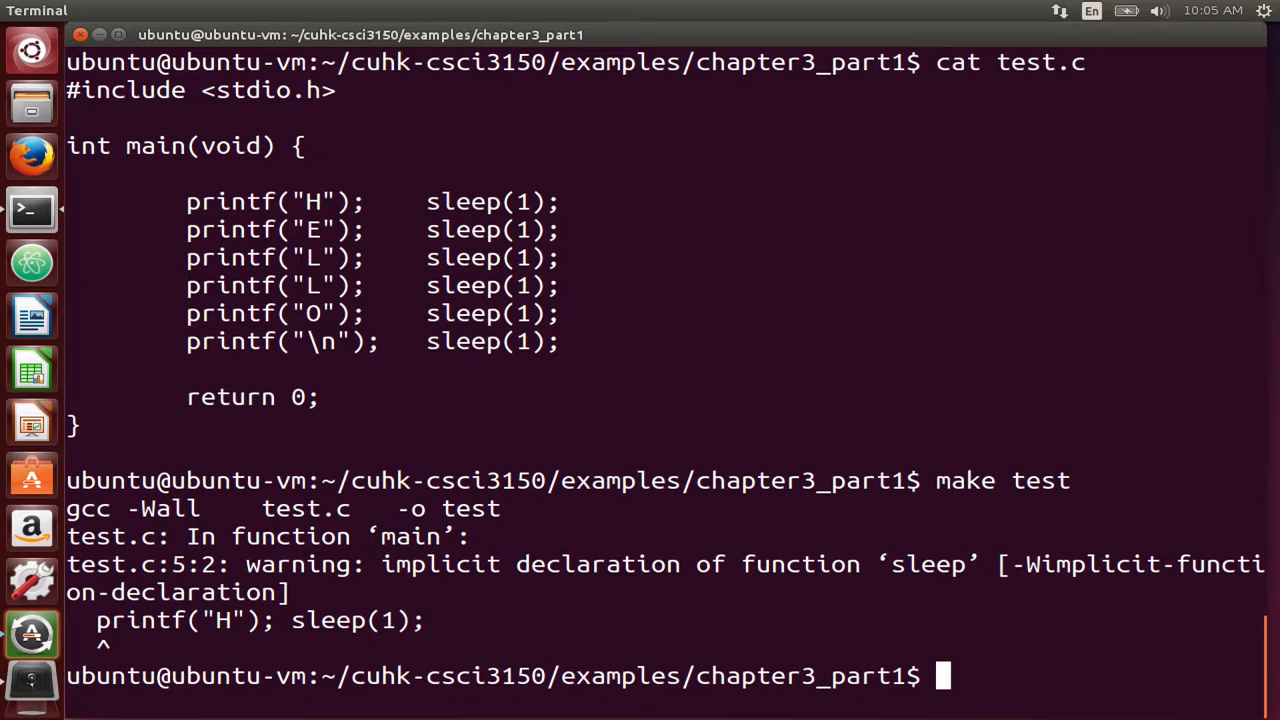 Terminal
En
10:05 AM
ubuntu@ubuntu-vm: ~/cuhk-csci3150/examples/chapter3_part1
ubuntu@ubuntu-vm:~/cuhk-csci3150/examples/chapter3_part1$ cat test.c
#include <stdio.h>
int main(void) {
printf("H");    sleep(1);
printf("E");    sleep(1);
printf("L");    sleep(1);
printf("L");    sleep(1);
printf("O");    sleep(1);
printf("\n");   sleep(1);
return 0;
}
ubuntu@ubuntu-vm:~/cuhk-csci3150/examples/chapter3_part1$ make test
gcc -Wall    test.c   -o test
test.c: In function ‘main’:
test.c:5:2: warning: implicit declaration of function ‘sleep’ [-Wimplicit-functi
on-declaration]
printf("H"); sleep(1);
^
ubuntu@ubuntu-vm:~/cuhk-csci3150/examples/chapter3_part1$